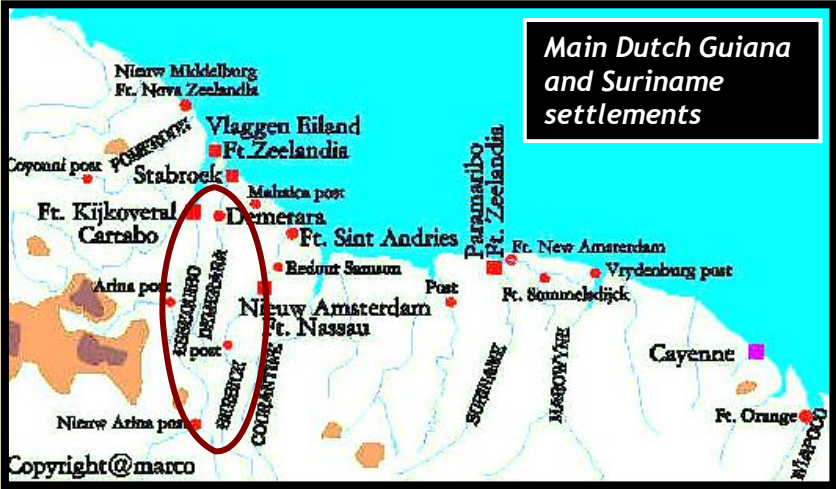 Main Dutch Guiana
and Suriname
settlements
Nieuw Middelburg
Ft. Nova Zeelandia
POMEROON
Vlaggen Eiland
Ft.Zeelandia
Coyouni post
Stabroek
Mahaica post
Ft. Kijkoveral
Cartabo
Demerara
Ft. Sint Andries
Paramaribo
Ft. Zeelandia
Ft. New Amsterdam
Redout Samson
Vrydenburg post
Arina post
ESSEQUIBO
DEMERARA
Nieuw Amsterdam
Ft. Nassau
Post
Ft. Sommelsdijck
post
BERBICE
COURANTINE
SURINAME
MAROWYNE
Cayenne
Nieuw Arina post
Ft. Orange
WIAPOCO
Copyright@marco